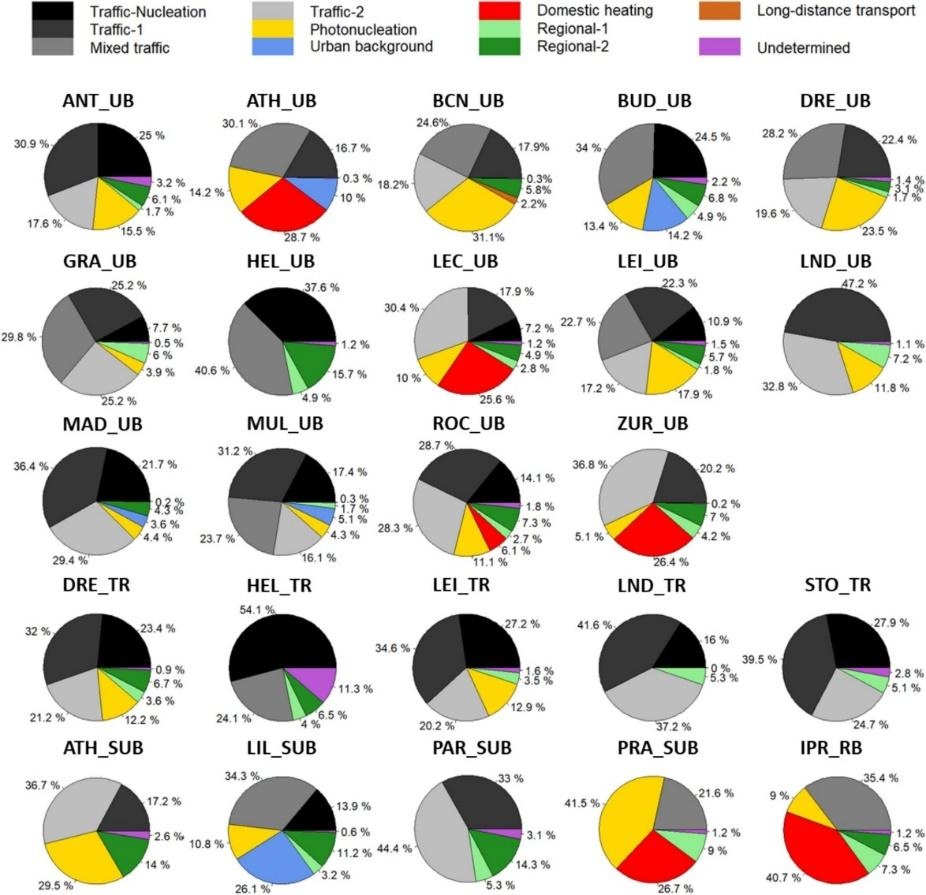 Traffic-Nucleation Traffic-2 Domestic heating Long-distance transport
Traffic-1 Photonucleation Regional-1
Mixed traffic Urban background Regional-2 Undetermined
ANT_UB ATH_UB BCN_UB BUD_UB DRE_UB
30.9 % 25 % 3.2 % 6.1 % 1.7 % 15.5 % 17.6 %
30.1 % 16.7 % 0.3 % 10 % 28.7 % 14.2 %
24.6% 17.9% 0.3% 5.8% 2.2% 31.1% 18.2%
34 % 24.5 % 2.2 % 6.8 % 4.9 % 14.2 % 13.4 %
28.2 % 22.4 % 1.4 % 3.1 % 1.7 % 23.5 % 19.6 %
GRA_UB HEL_UB LEC_UB LEI_UB LND_UB
25.2 % 7.7 % 0.5 % 6 % 3.9 % 25.2 % 29.8 %
37.6 % 1.2 % 15.7 % 4.9 % 40.6 %
30.4 % 17.9 % 7.2 % 1.2 % 4.9 % 2.8 % 25.6 % 10 %
22.3 % 10.9 % 1.5 % 5.7 % 1.8 % 17.9 % 17.2 % 22.7 %
47.2 % 1.1 % 7.2 % 11.8 % 32.8 %
MAD_UB MUL_UB ROC_UB ZUR_UB
36.4 % 21.7 % 0.2 % 4.3 % 3.6 % 4.4 % 29.4 %
31.2 % 17.4 % 0.3 % 1.7 % 5.1 % 4.3 % 16.1 % 23.7 %
28.7 % 14.1 % 1.8 % 7.3 % 2.7 % 6.1 % 11.1 % 28.3 %
36.8 % 20.2 % 0.2 % 7 % 4.2 % 26.4 % 5.1 %
DRE_TR HEL_TR LEI_TR LND_TR STO_TR
32 % 23.4 % 0.9 % 6.7 % 3.6 % 12.2 % 21.2 %
54.1 % 11.3 % 6.5 % 4 % 24.1 %
34.6 % 27.2 % 1.6 % 3.5 % 12.9 % 20.2 %
41.6 % 16 % 0 % 5.3 % 37.2 %
39.5 % 27.9 % 2.8 % 5.1 % 24.7 %
ATH_SUB LIL_SUB PAR_SUB PRA_SUB IPR_RB
36.7 % 17.2 % 2.6 % 14 % 29.5 %
34.3 % 13.9 % 0.6 % 11.2 % 3.2 % 26.1 % 10.8 %
33 % 3.1 % 14.3 % 5.3 % 44.4 %
41.5 % 21.6 % 1.2 % 9 % 26.7 %
9 % 35.4 % 1.2 % 6.5 % 7.3 % 40.7 %